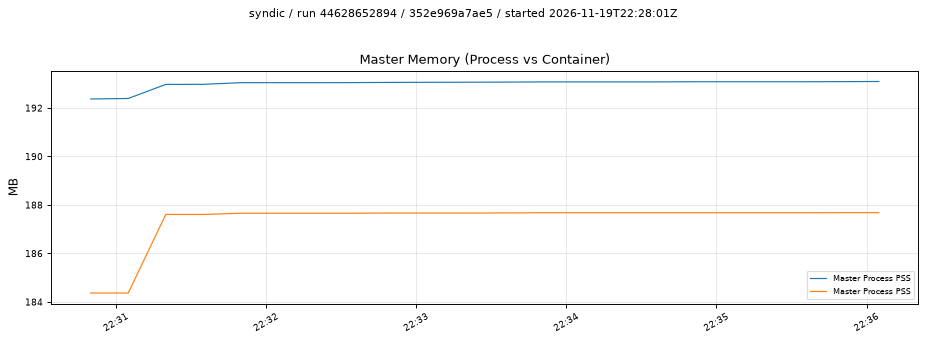 syndic / run 44628652894 / 352e969a7ae5 / started 2026-11-19T22:28:01Z
Master Memory (Process vs Container)
MB
192
190
188
186
184
Master Process PSS
Master Process PSS
22:31
22:32
22:33
22:34
22:35
22:36